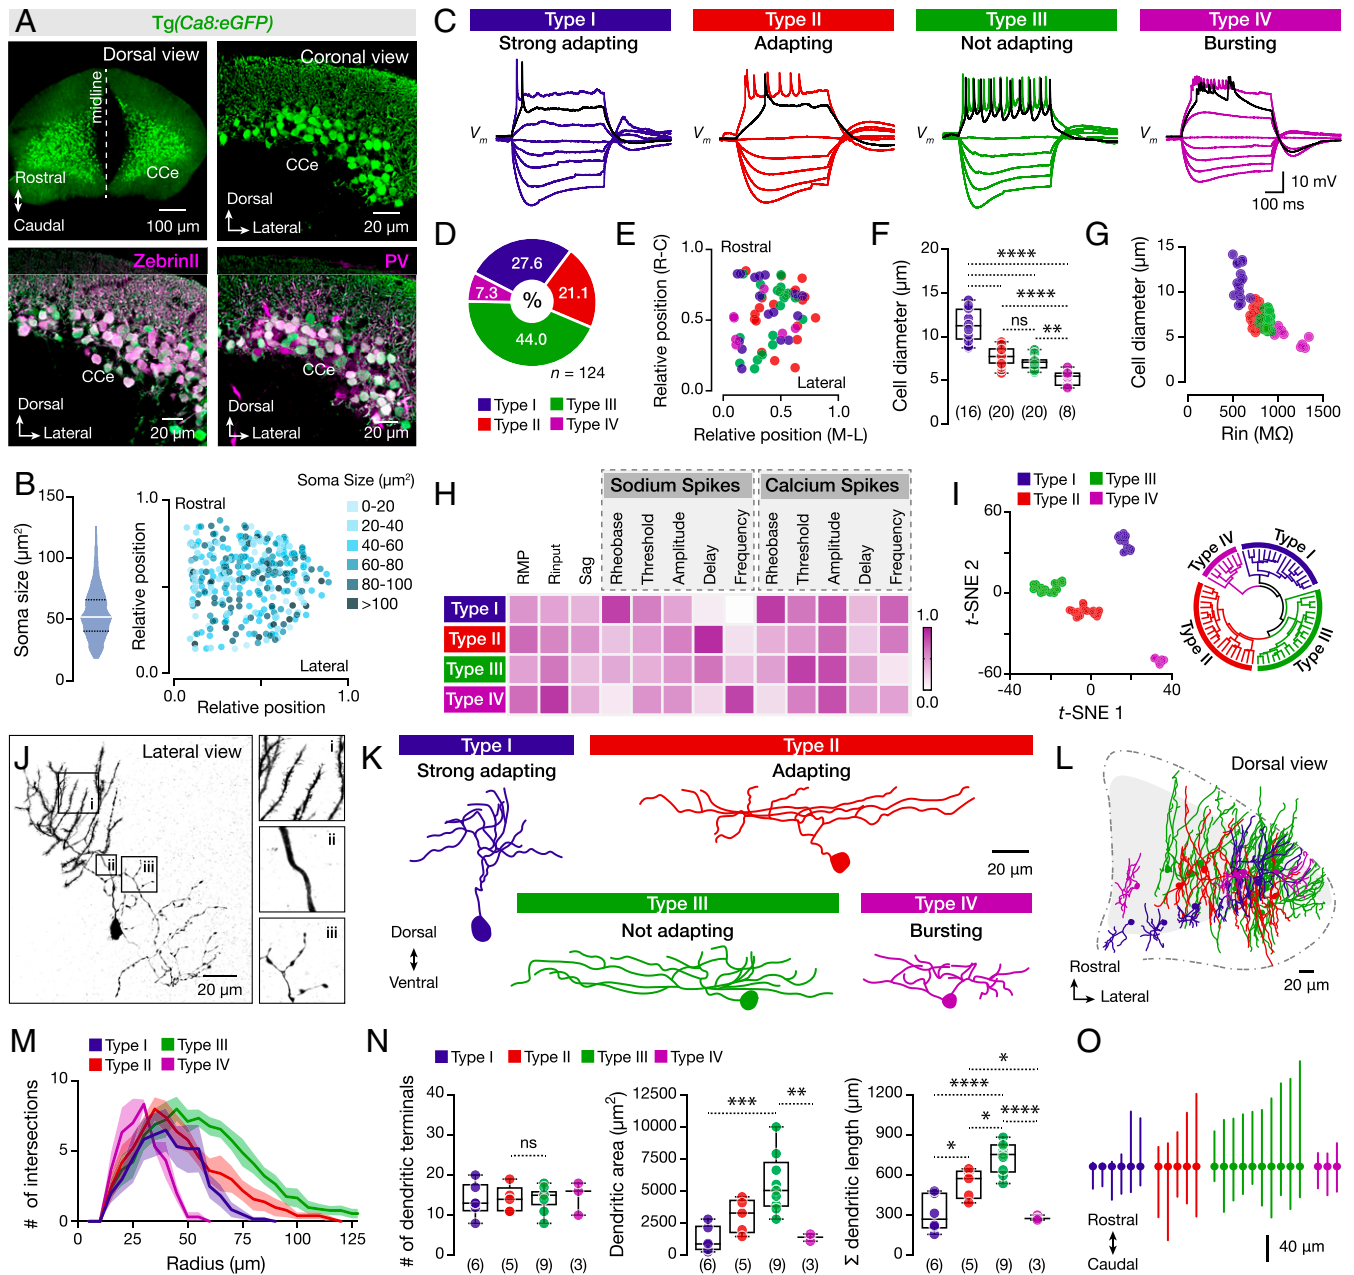 A
Tg(Ca8:eGFP)
Dorsal view
midline
CCe
Rostral
Caudal
100 µm
Coronal view
CCe
Dorsal
Lateral
20 µm
ZebrinII
CCe
Dorsal
Lateral
20 µm
PV
CCe
Dorsal
Lateral
20 µm
B
150
100
50
0
Soma size (µm²)
1.0
0.0
Relative position
Rostral
Lateral
0.0
1.0
Relative position
Soma Size (µm²)
0-20
20-40
40-60
60-80
80-100
>100
C
Type I
Type II
Type III
Type IV
Strong adapting
Adapting
Not adapting
Bursting
Vm
Vm
Vm
Vm
10 mV
100 ms
D
27.6
21.1
44.0
7.3
%
n = 124
Type I
Type III
Type II
Type IV
E
1.0
0.5
0.0
Relative position (R-C)
Rostral
Lateral
0.0
0.5
1.0
Relative position (M-L)
F
20
15
10
5
0
Cell diameter (µm)
****
****
ns
**
(16)
(20)
(20)
(8)
G
15
10
5
0
Cell diameter (µm)
0
500
1000
1500
Rin (MΩ)
H
Sodium Spikes
Calcium Spikes
RMP
Rinput
Sag
Rheobase
Threshold
Amplitude
Delay
Frequency
Rheobase
Threshold
Amplitude
Delay
Frequency
Type I
Type II
Type III
Type IV
1.0
0.0
I
Type I
Type III
Type II
Type IV
60
0
-60
t-SNE 2
-40
0
40
t-SNE 1
Type IV
Type I
Type II
Type III
J
Lateral view
i
ii
iii
20 µm
i
ii
iii
K
Type I
Type II
Strong adapting
Adapting
20 µm
Type III
Type IV
Not adapting
Bursting
Dorsal
Ventral
L
Dorsal view
Rostral
Lateral
20 µm
M
Type I
Type III
Type II
Type IV
10
5
0
# of intersections
0
25
50
75
100
125
Radius (µm)
N
Type I
Type II
Type III
Type IV
40
30
20
10
0
# of dendritic terminals
ns
(6)
(5)
(9)
(3)
12500
10000
7500
5000
2500
0
Dendritic area (µm²)
***
**
(6)
(5)
(9)
(3)
1200
900
600
300
0
Σ dendritic length (µm)
*
****
*
****
*
(6)
(5)
(9)
(3)
O
Rostral
Caudal
40 µm